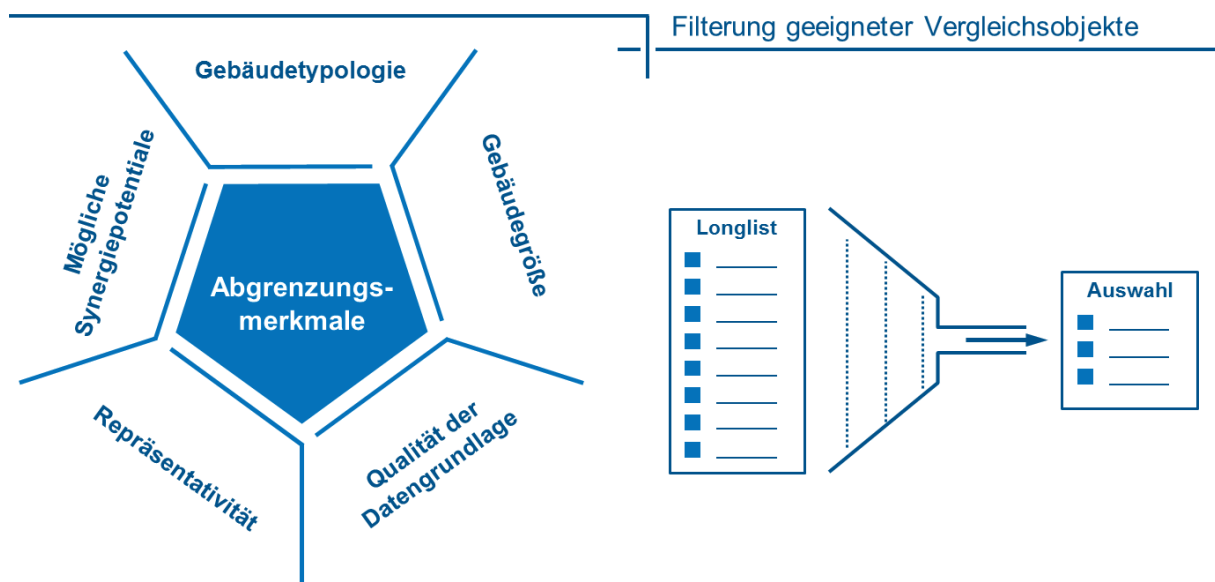 Filterung geeigneter Vergleichsobjekte
Gebäudetypologie
Gebäudegröße
Qualität der
Datengrundlage
Repräsentativität
Mögliche
Synergiepotentiale
Abgrenzungs-
merkmale
Longlist
Auswahl